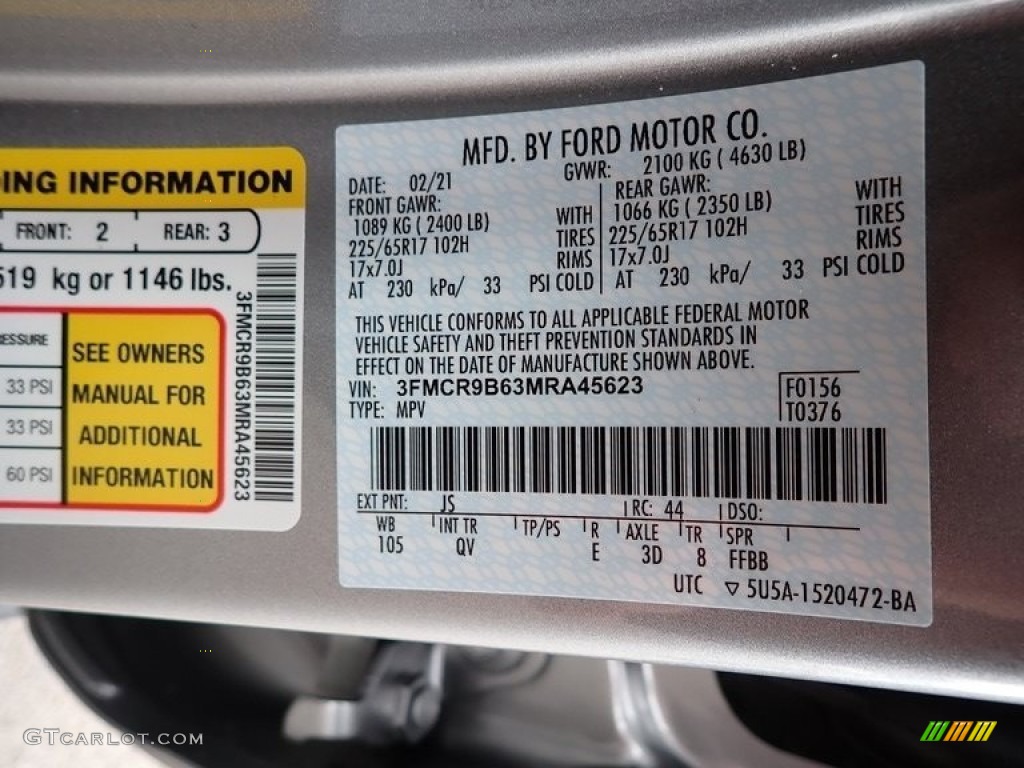 ING INFORMATION
FRONT: 2 REAR: 3
519 kg or 1146 lbs.
ESSURE
33 PSI
33 PSI
60 PSI
SEE OWNERS
MANUAL FOR
ADDITIONAL
INFORMATION
3FMCR9B63MRA45623
MFD. BY FORD MOTOR CO.
DATE: 02/21 GVWR: 2100 KG ( 4630 LB)
FRONT GAWR:
1089 KG ( 2400 LB) WITH
225/65R17 102H TIRES
17x7.0J RIMS
AT 230 kPa/ 33 PSI COLD
REAR GAWR: WITH
1066 KG ( 2350 LB) TIRES
225/65R17 102H RIMS
17x7.0J
AT 230 kPa/ 33 PSI COLD
THIS VEHICLE CONFORMS TO ALL APPLICABLE FEDERAL MOTOR
VEHICLE SAFETY AND THEFT PREVENTION STANDARDS IN
EFFECT ON THE DATE OF MANUFACTURE SHOWN ABOVE.
VIN: 3FMCR9B63MRA45623 F0156
TYPE: MPV T0376
EXT PNT: JS RC: 44 DSO:
WB INT TR TP/PS R AXLE TR SPR
105 QV E 3D 8 FFBB
UTC ▽ 5U5A-1520472-BA
GTCARLOT.COM